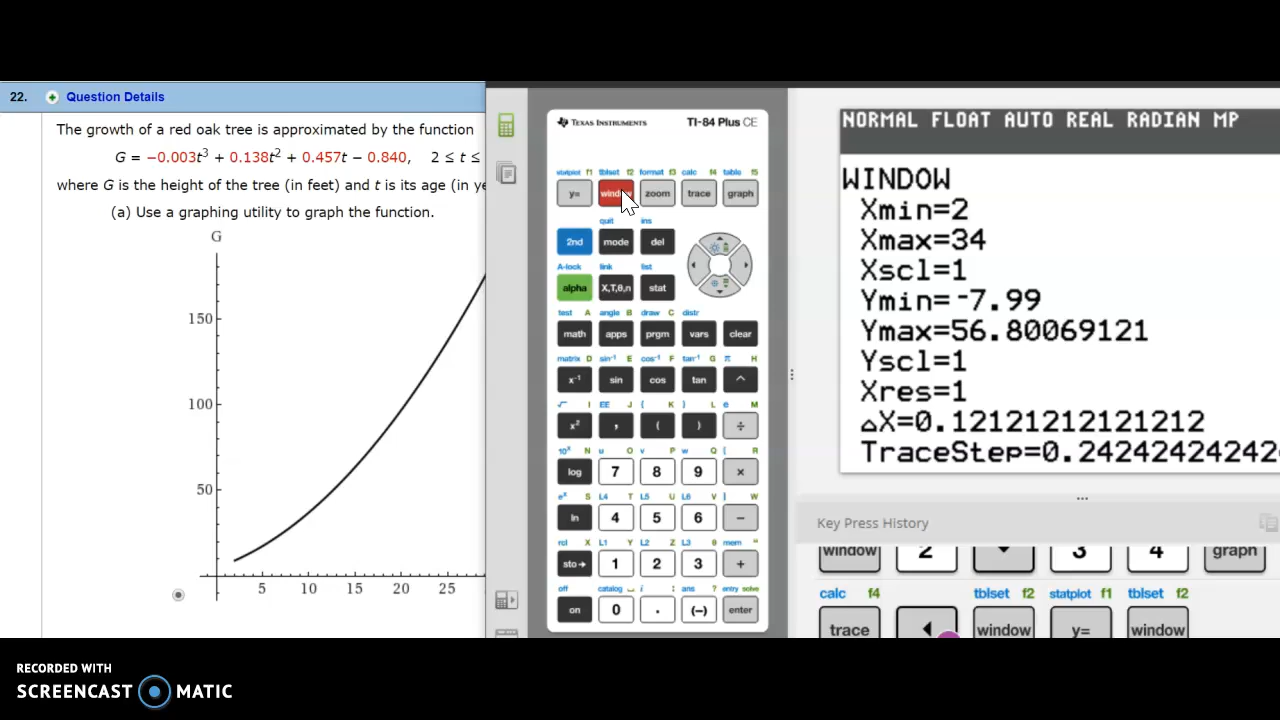 22. Question Details
The growth of a red oak tree is approximated by the function
G = −0.003t³ + 0.138t² + 0.457t − 0.840, 2 ≤ t ≤
where G is the height of the tree (in feet) and t is its age (in ye
(a) Use a graphing utility to graph the function.
G
150
100
50
5 10 15 20 25
TEXAS INSTRUMENTS TI-84 Plus CE
statplot f1 tblset f2 format f3 calc f4 table f5
y= window zoom trace graph
quit ins
2nd mode del
A-lock link list
alpha X,T,θ,n stat
test A angle B draw C distr
math apps prgm vars clear
matrix D sin⁻¹ E cos⁻¹ F tan⁻¹ G π H
x⁻¹ sin cos tan ^
√ I EE J { K } L e M
x² , ( ) ÷
10ˣ N u O v P w Q [ R
log 7 8 9 ×
eˣ S L4 T L5 U L6 V ] W
ln 4 5 6 −
rcl X L1 Y L2 Z L3 θ mem "
sto→ 1 2 3 +
off catalog ␣ i : ans ? entry solve
on 0 . (−) enter
NORMAL FLOAT AUTO REAL RADIAN MP
WINDOW
Xmin=2
Xmax=34
Xscl=1
Ymin=-7.99
Ymax=56.80069121
Yscl=1
Xres=1
△X=0.12121212121212
TraceStep=0.24242424242
Key Press History
window 2 3 4 graph
calc f4 tblset f2 statplot f1 tblset f2
trace window y= window
RECORDED WITH
SCREENCAST MATIC